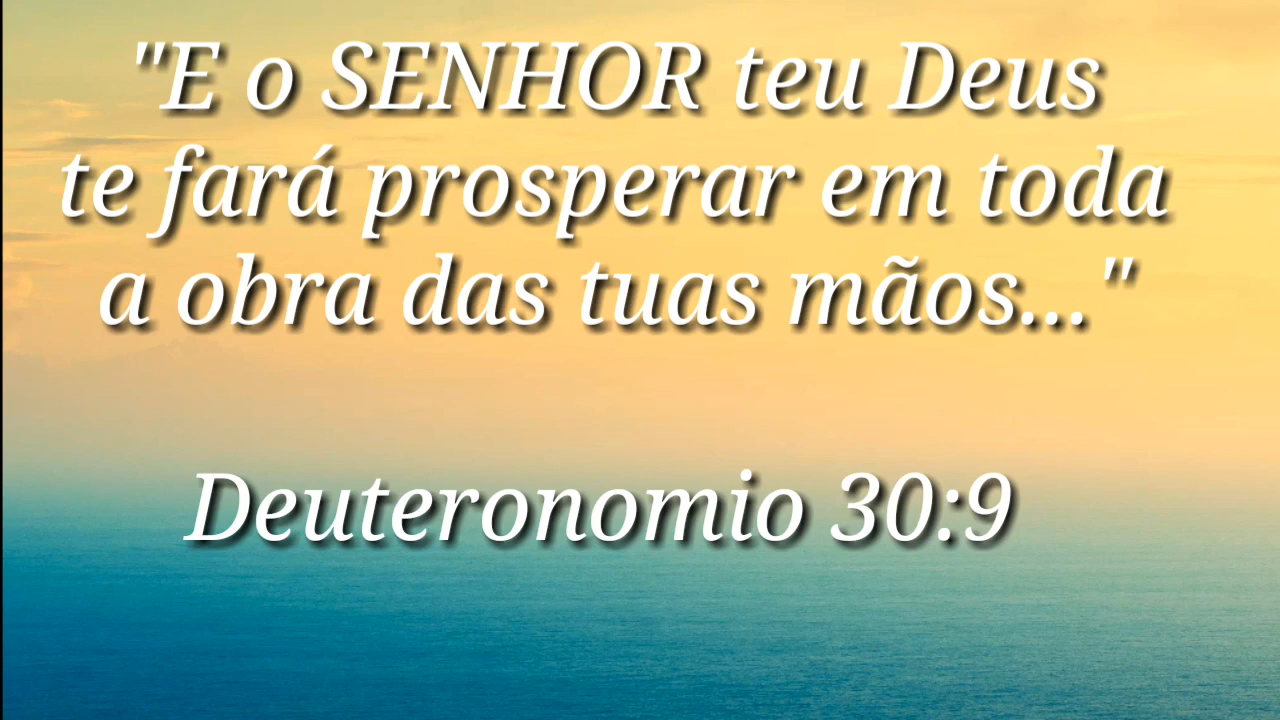 "E o SENHOR teu Deus
te fará prosperar em toda
a obra das tuas mãos..."
Deuteronomio 30:9